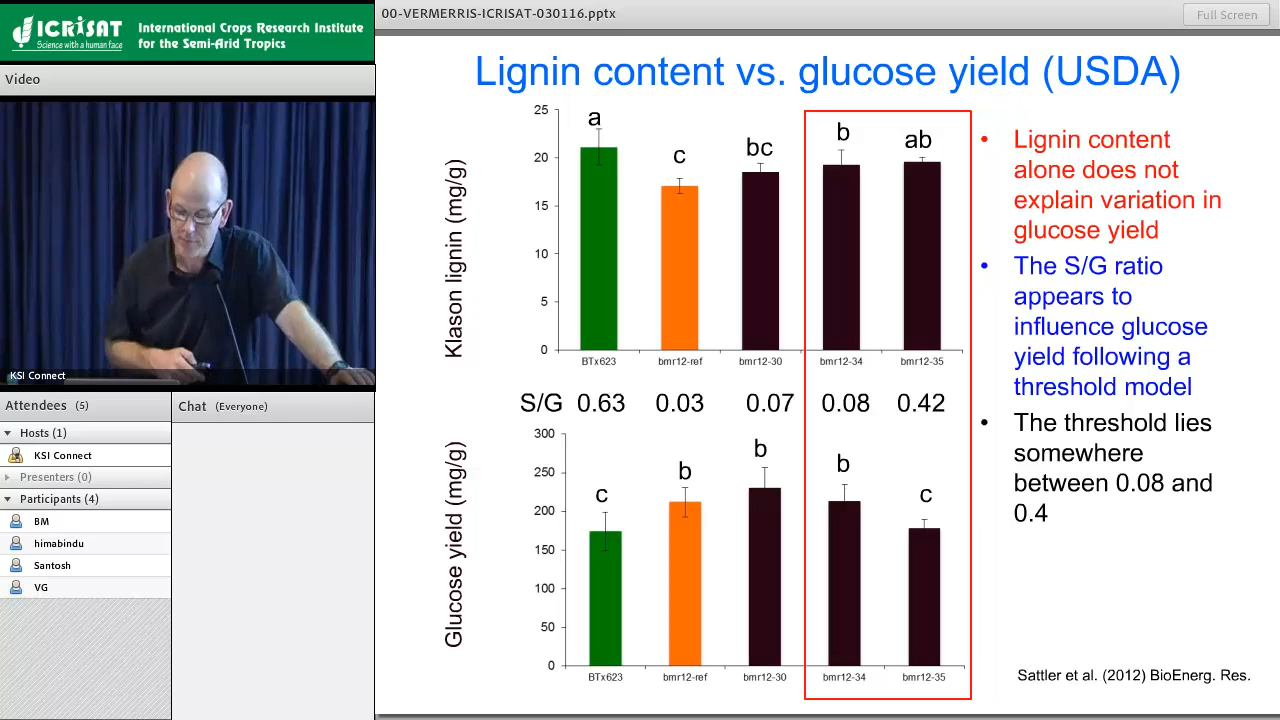 ICRISAT
Science with a human face
International Crops Research Institute
for the Semi-Arid Tropics
00-VERMERRIS-ICRISAT-030116.pptx
Full Screen
Video
KSI Connect
Attendees (5)
Hosts (1)
KSI Connect
Presenters (0)
Participants (4)
BM
himabindu
Santosh
VG
Chat (Everyone)
Lignin content vs. glucose yield (USDA)
Klason lignin (mg/g)
25
20
15
10
5
0
a
c
bc
b
ab
BTx623
bmr12-ref
bmr12-30
bmr12-34
bmr12-35
S/G 0.63 0.03 0.07 0.08 0.42
Glucose yield (mg/g)
300
250
200
150
100
50
0
c
b
b
b
c
BTx623
bmr12-ref
bmr12-30
bmr12-34
bmr12-35
• Lignin content
alone does not
explain variation in
glucose yield
• The S/G ratio
appears to
influence glucose
yield following a
threshold model
• The threshold lies
somewhere
between 0.08 and
0.4
Sattler et al. (2012) BioEnerg. Res.